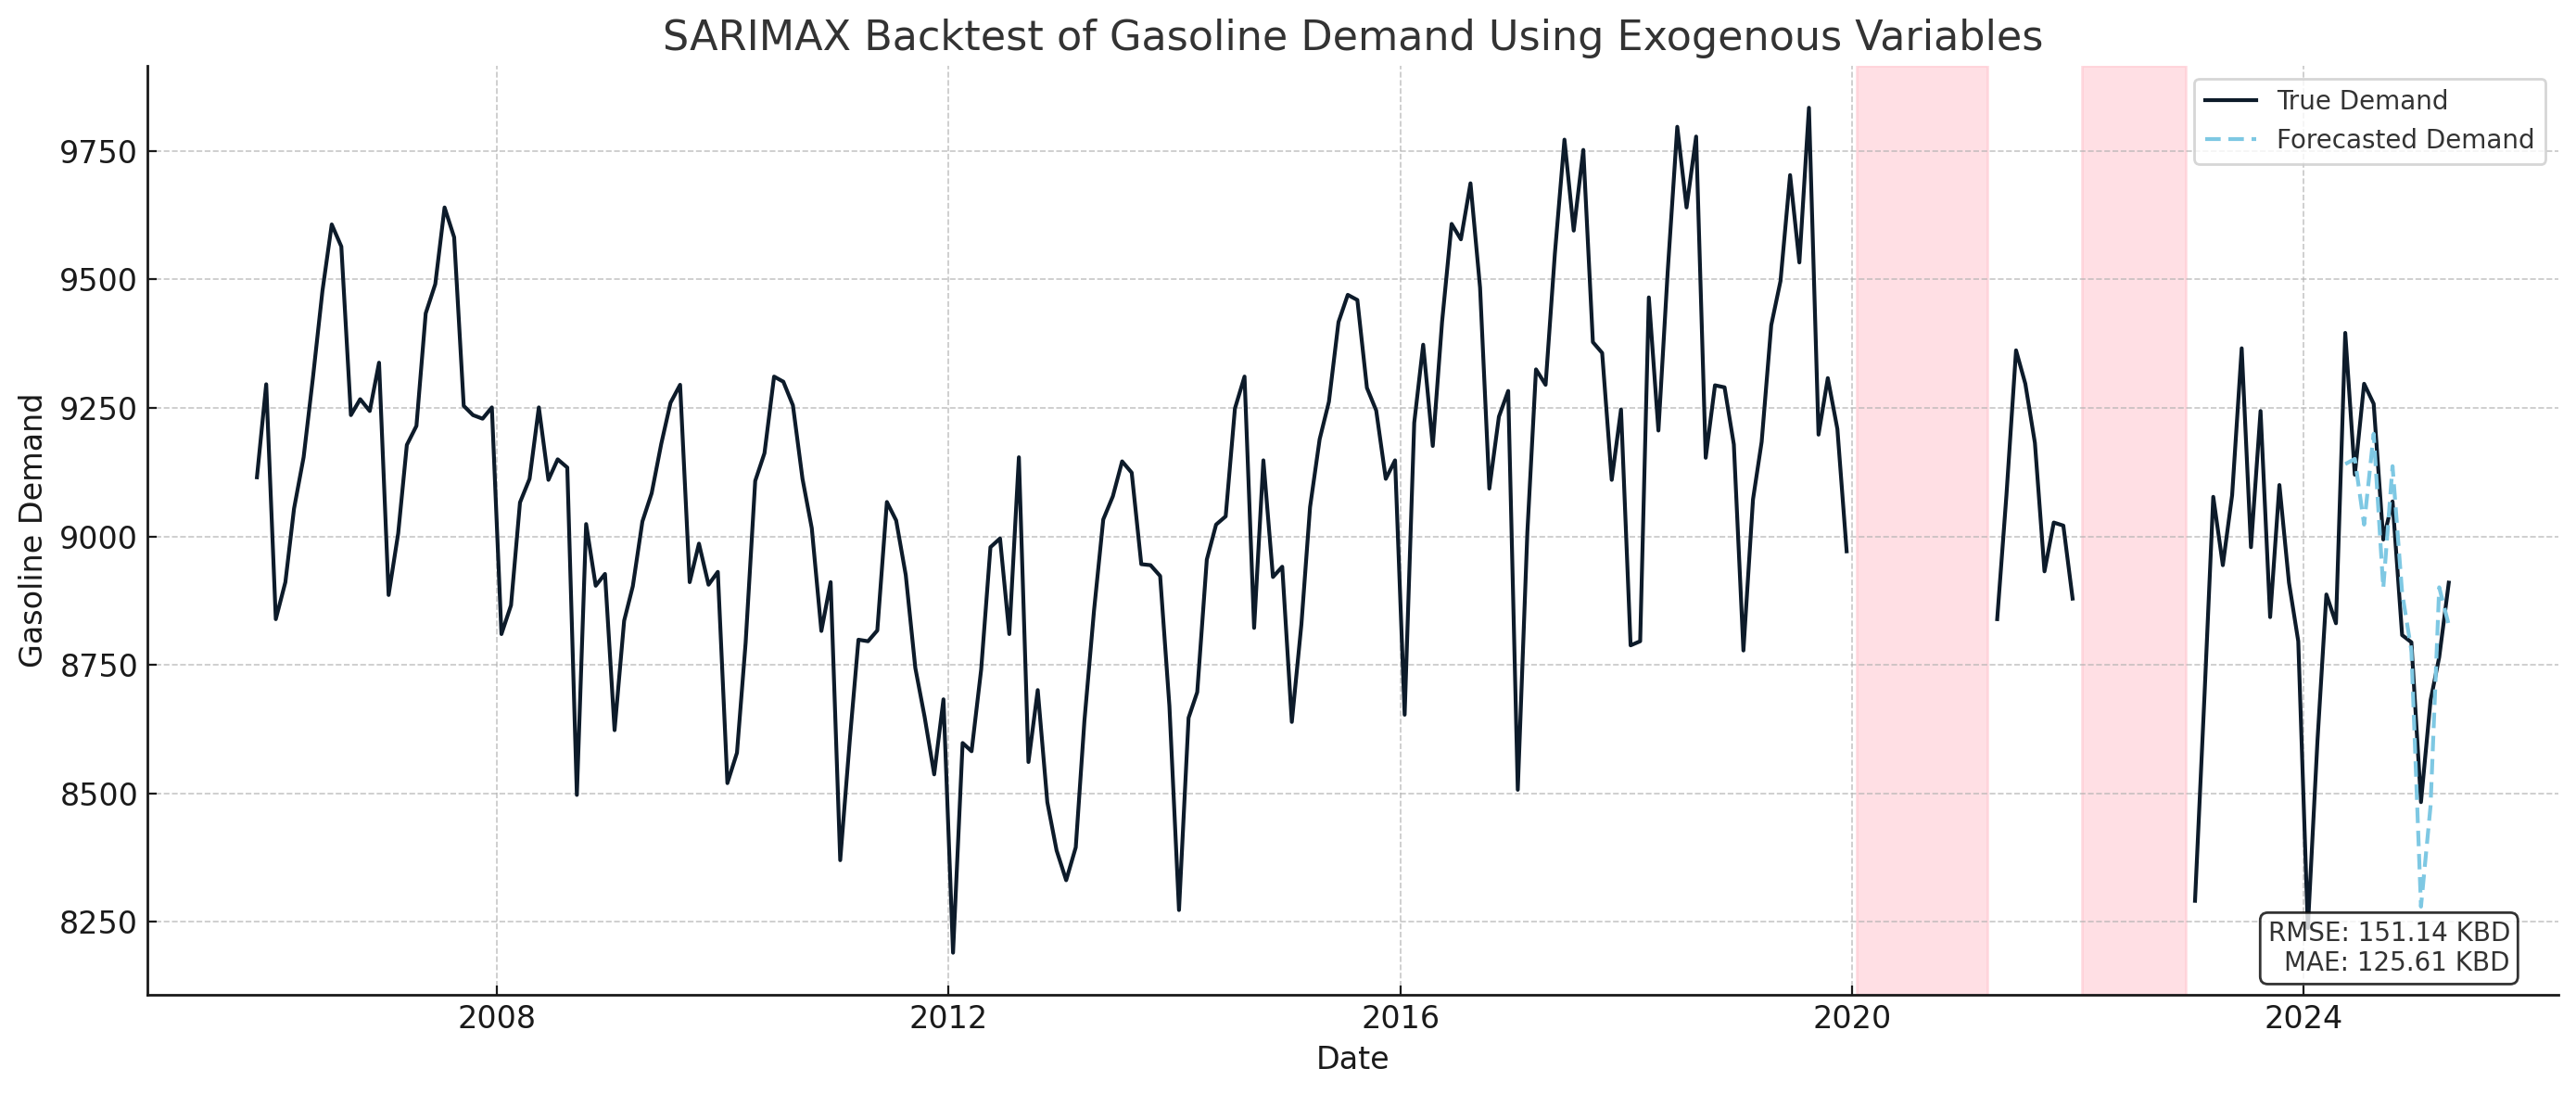 SARIMAX Backtest of Gasoline Demand Using Exogenous Variables
True Demand
Forecasted Demand
Gasoline Demand
9750
9500
9250
9000
8750
8500
8250
RMSE: 151.14 KBD
MAE: 125.61 KBD
2008
2012
2016
2020
2024
Date